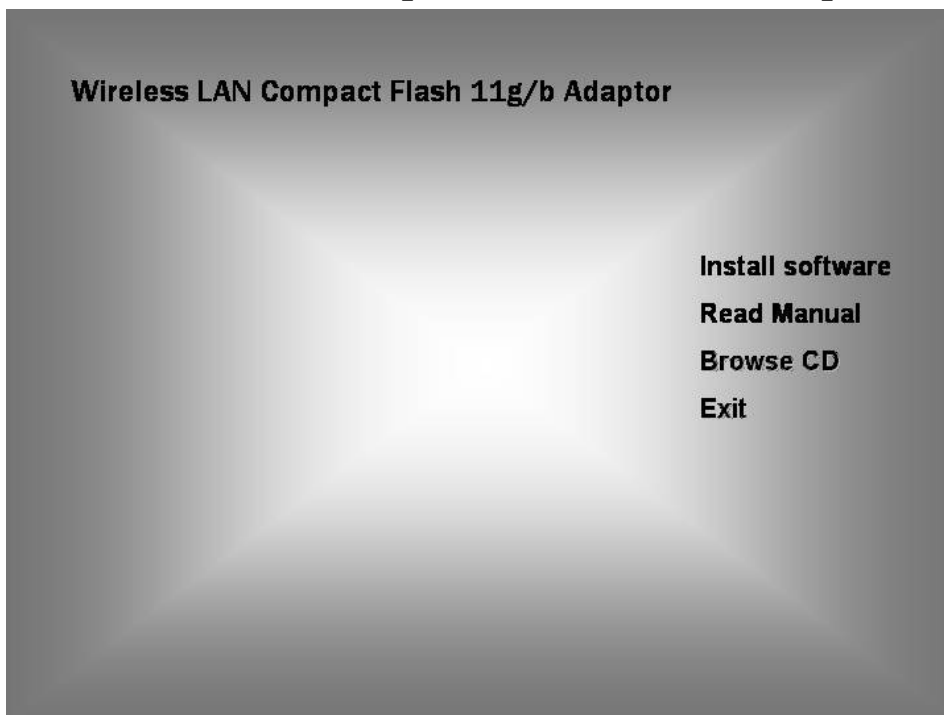 Wireless LAN Compact Flash 11g/b Adaptor
Install software
Read Manual
Browse CD
Exit